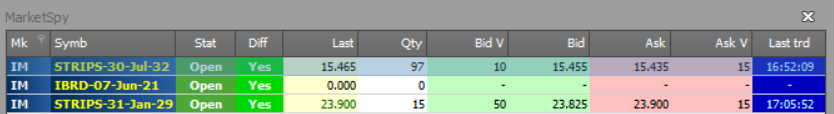 MarketSpy
Mk Symb Stat Diff Last Qty Bid V Bid Ask Ask V Last trd
IM STRIPS-30-Jul-32 Open Yes 15.465 97 10 15.455 15.435 15 16:52:09
IM IBRD-07-Jun-21 Open Yes 0.000 0 - - - - -
IM STRIPS-31-Jan-29 Open Yes 23.900 15 50 23.825 23.900 15 17:05:52